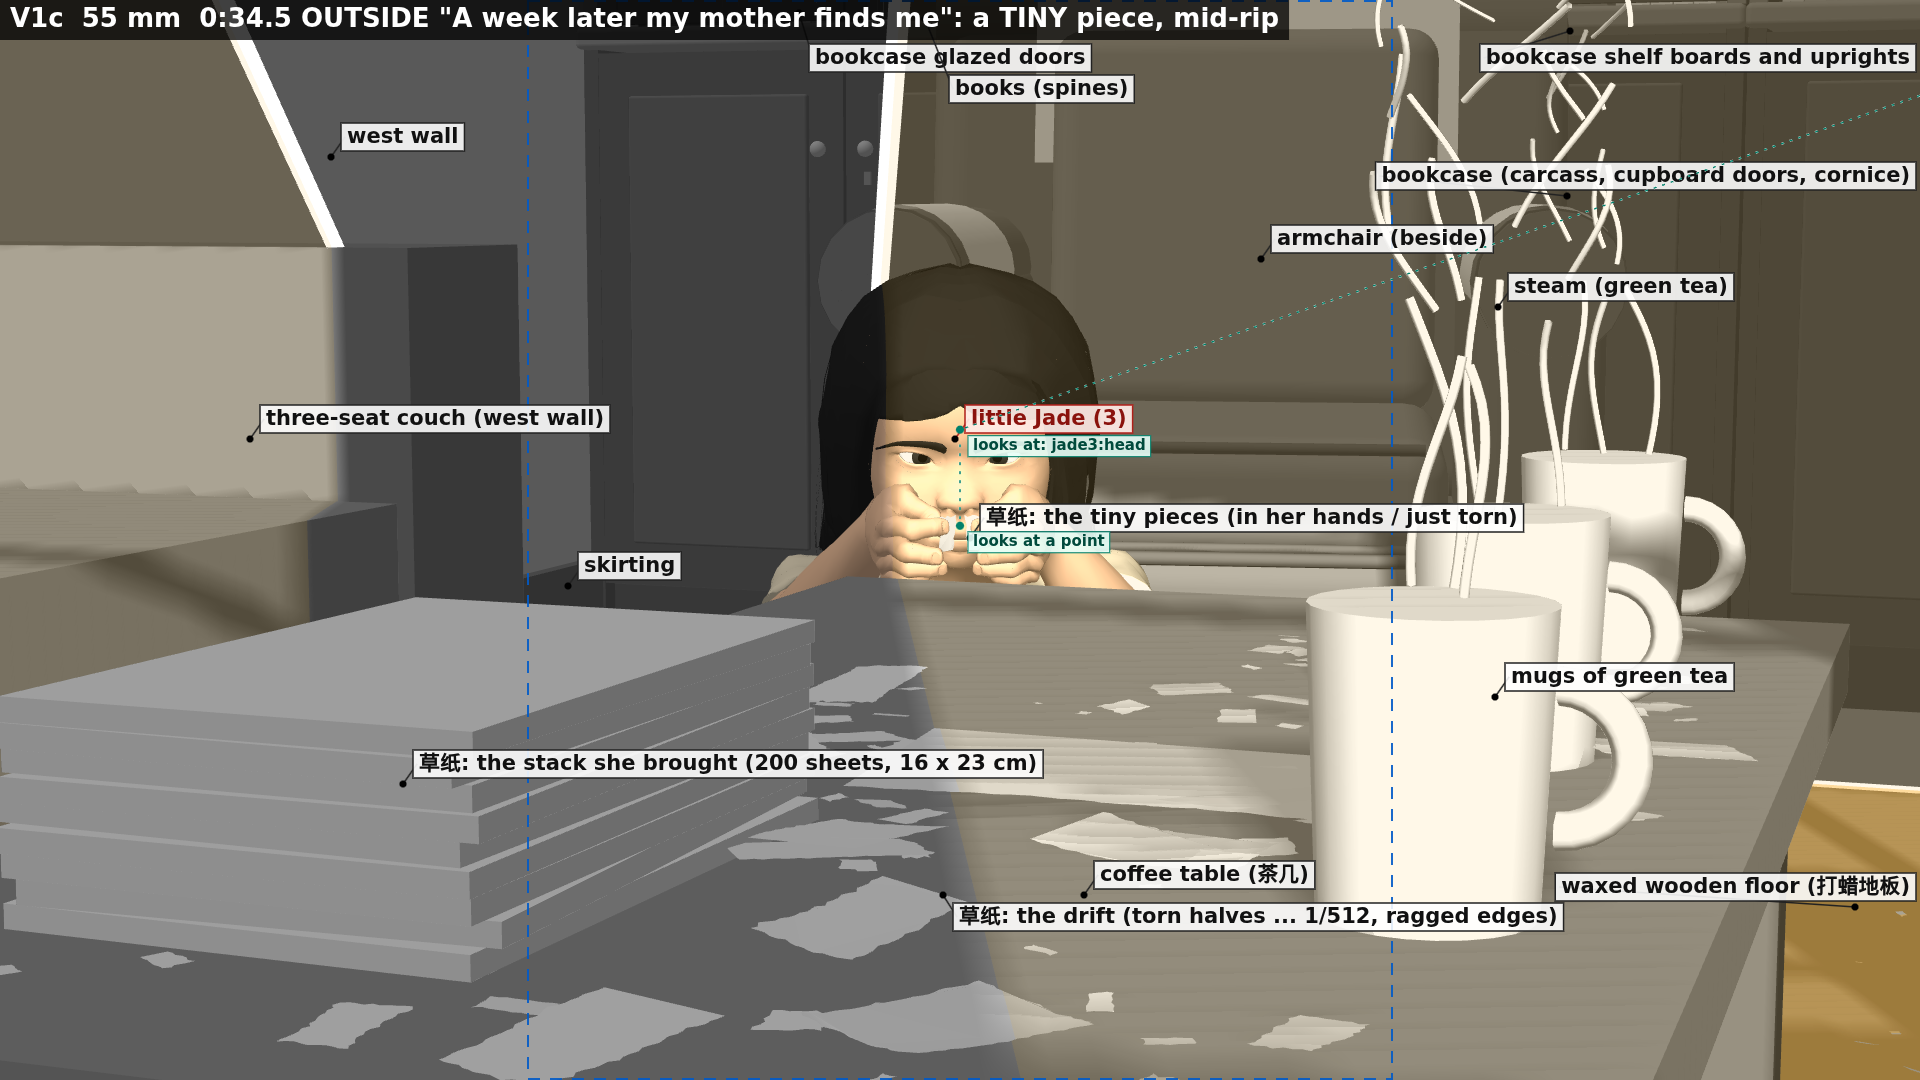 V1c  55 mm  0:34.5 OUTSIDE "A week later my mother finds me": a TINY piece, mid-rip
bookcase glazed doors
bookcase shelf boards and uprights
books (spines)
west wall
bookcase (carcass, cupboard doors, cornice)
armchair (beside)
steam (green tea)
three-seat couch (west wall)
little Jade (3)
looks at: jade3:head
草纸: the tiny pieces (in her hands / just torn)
looks at a point
skirting
mugs of green tea
草纸: the stack she brought (200 sheets, 16 x 23 cm)
coffee table (茶几)
waxed wooden floor (打蜡地板)
草纸: the drift (torn halves ... 1/512, ragged edges)